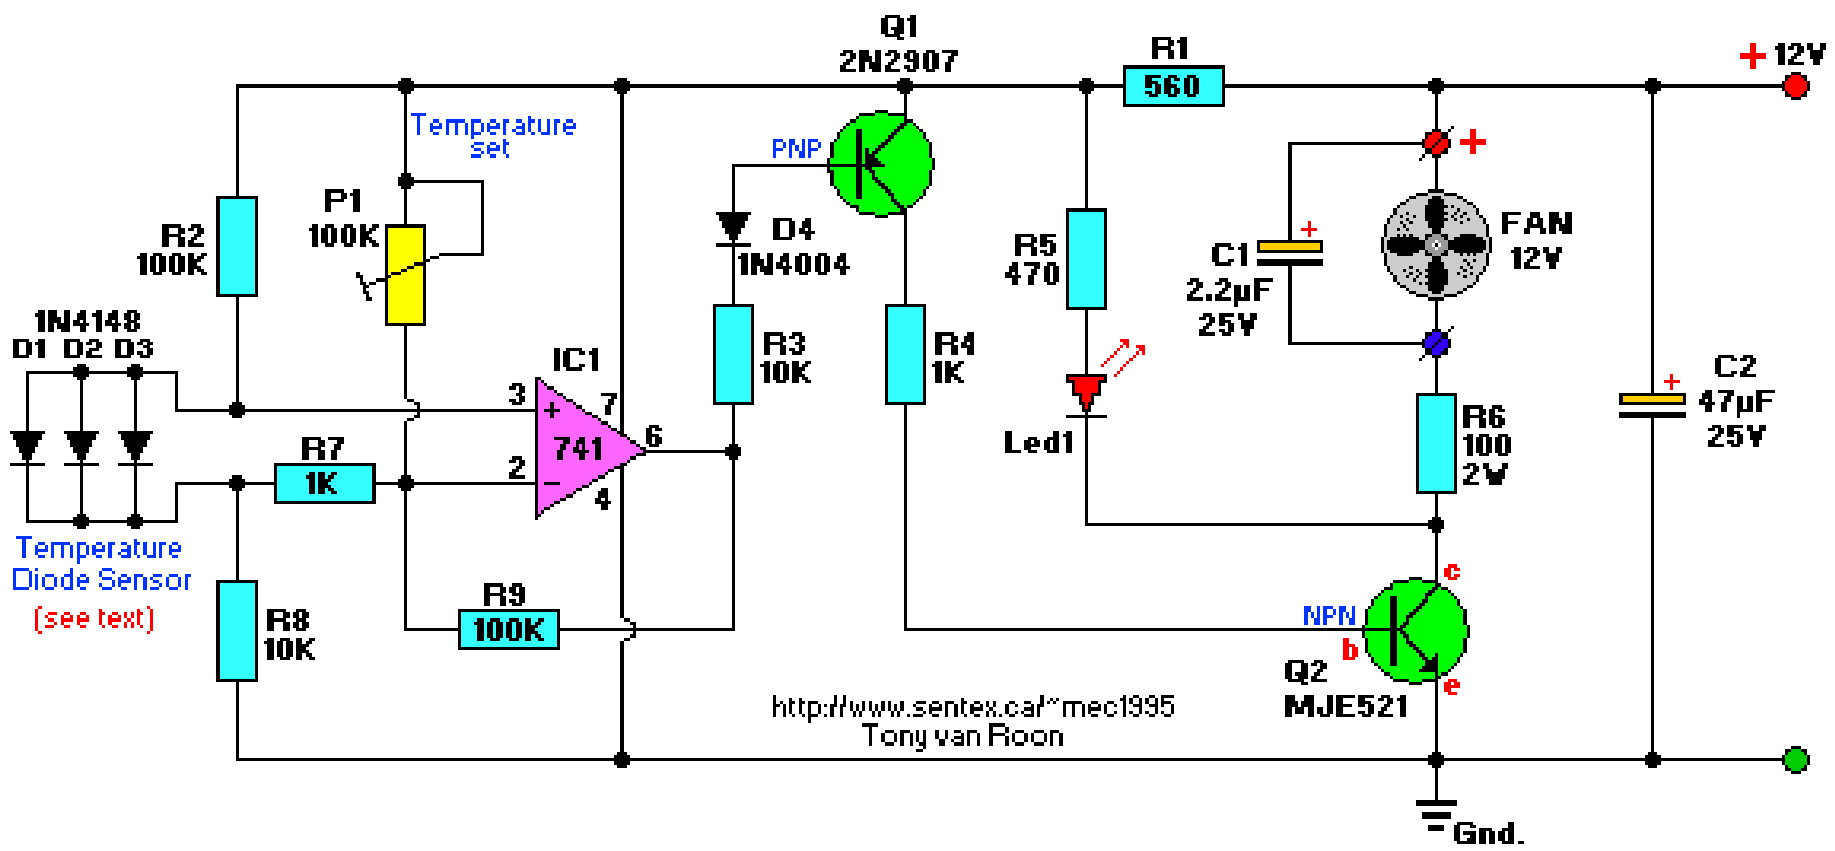 Q1
2N2907
R1
560
+ 12V
Temperature
set
PNP
+
P1
100K
R2
100K
D4
1N4004
R5
470
C1
2.2µF
25V
+
FAN
12V
1N4148
D1 D2 D3
IC1
3
+
7
741
6
2
−
4
R3
10K
R4
1K
Led1
R6
100
2W
C2
47µF
25V
+
R7
1K
Temperature
Diode Sensor
(see text)
R8
10K
R9
100K
NPN
c
b
e
Q2
MJE521
http://www.sentex.ca/~mec1995
Tony van Roon
Gnd.